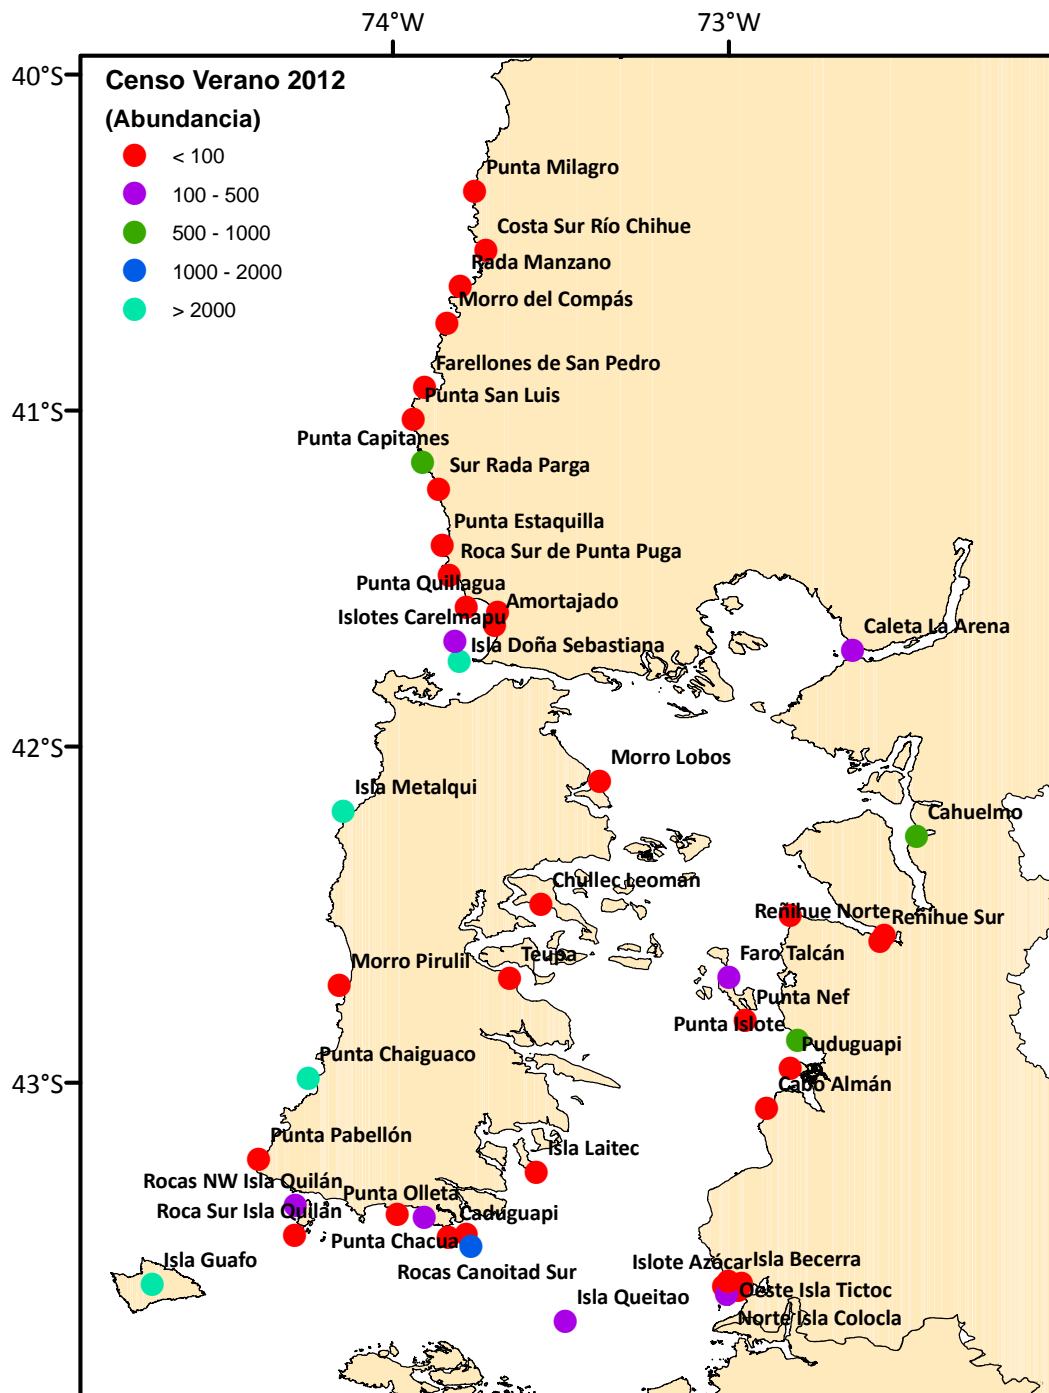 74°W
73°W
40°S
Censo Verano 2012
(Abundancia)
< 100
100 - 500
500 - 1000
1000 - 2000
> 2000
Punta Milagro
Costa Sur Río Chihue
Rada Manzano
Morro del Compás
Farellones de San Pedro
Punta San Luis
41°S
Punta Capitanes
Sur Rada Parga
Punta Estaquilla
Roca Sur de Punta Puga
Punta Quillagua
Amortajado
Islotes Carelmapu
Caleta La Arena
Isla Doña Sebastiana
42°S
Morro Lobos
Isla Metalqui
Cahuelmo
Chullec Leoman
Reñihue Norte
Reñihue Sur
Teupa
Faro Talcán
Morro Pirulil
Punta Nef
Punta Islote
Puduguapi
Punta Chaiguaco
43°S
Cabo Almán
Punta Pabellón
Isla Laitec
Rocas NW Isla Quilán
Punta Olleta
Roca Sur Isla Quilán
Caduguapi
Punta Chacua
Isla Guafo
Islote Azócar
Isla Becerra
Rocas Canoitad Sur
Oeste Isla Tictoc
Isla Queitao
Norte Isla Colocla